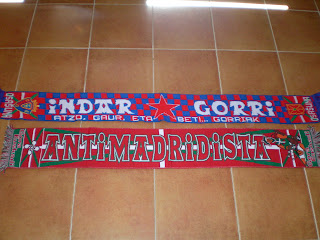 iNDAR GORRi
ATZO, GAUR, ETA BETi... GORRiAK
ANTiMADRiDiSTA